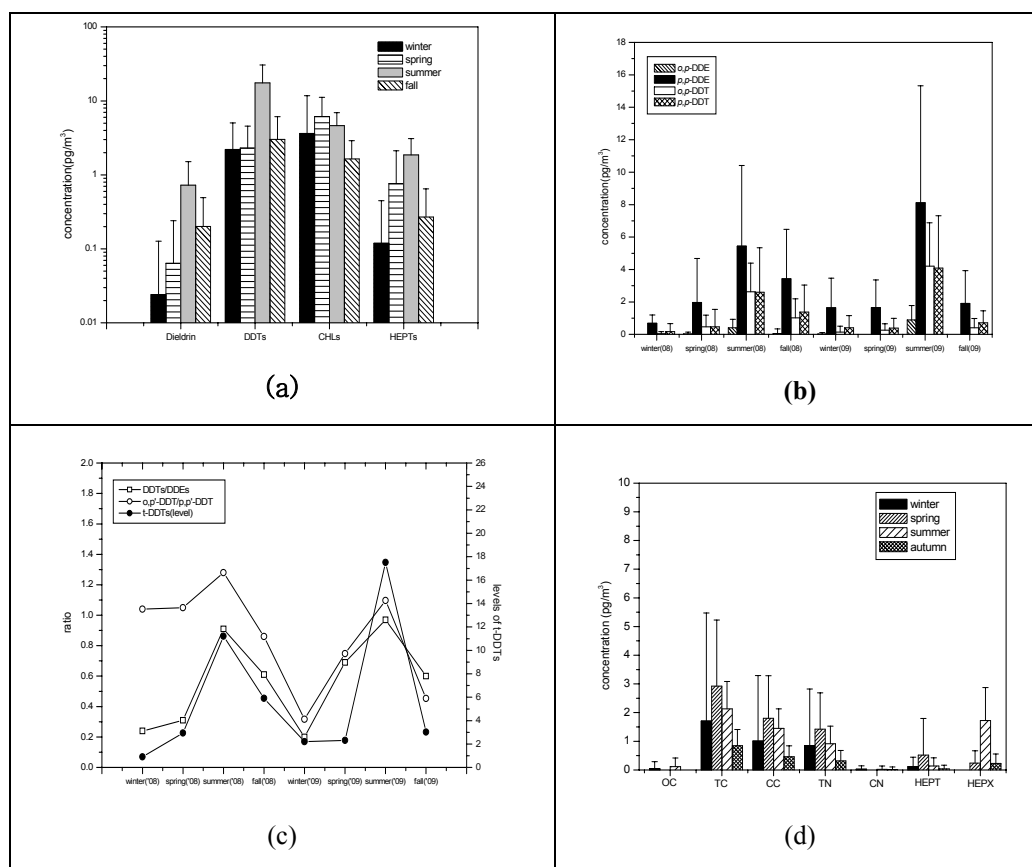 100
10
1
0.1
0.01
concentration(pg/m³)
winter
spring
summer
fall
Dieldrin
DDTs
CHLs
HEPTs
(a)
18
16
14
12
10
8
6
4
2
0
concentration(pg/m³)
o,p-DDE
p,p-DDE
o,p-DDT
p,p-DDT
winter(08)
spring(08)
summer(08)
fall(08)
winter(09)
spring(09)
summer(09)
fall(09)
(b)
2.0
1.8
1.6
1.4
1.2
1.0
0.8
0.6
0.4
0.2
0.0
ratio
DDTs/DDEs
o,p'-DDT/p,p'-DDT
t-DDTs(level)
26
24
22
20
18
16
14
12
10
8
6
4
2
0
levels of t-DDTs
winter('08)
spring('08)
summer('08)
fall('08)
winter('09)
spring('09)
summer('09)
fall('09)
(c)
10
9
8
7
6
5
4
3
2
1
0
concentration (pg/m³)
winter
spring
summer
autumn
OC
TC
CC
TN
CN
HEPT
HEPX
(d)